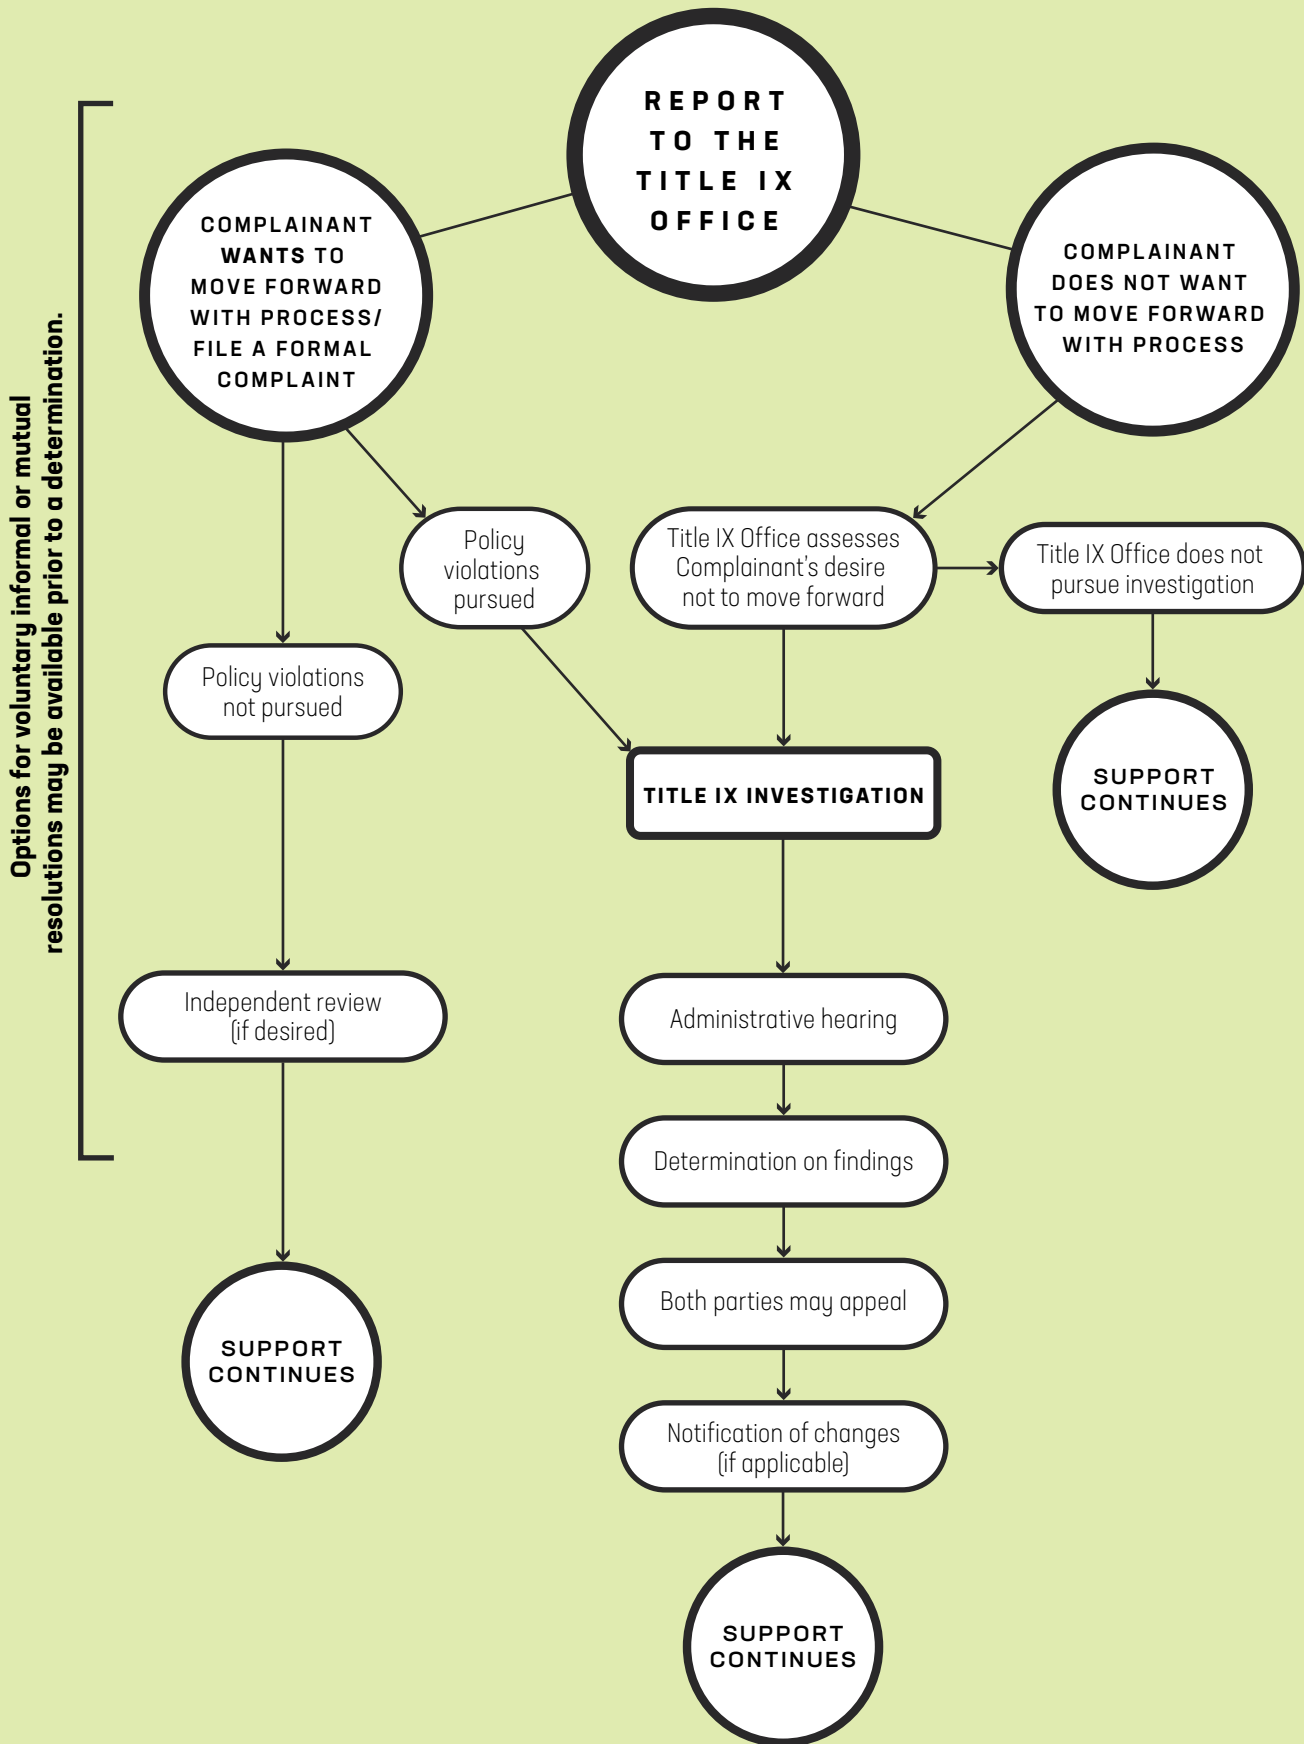 REPORT
TO THE
TITLE IX
OFFICE
COMPLAINANT
WANTS TO
MOVE FORWARD
WITH PROCESS/
FILE A FORMAL
COMPLAINT
COMPLAINANT
DOES NOT WANT
TO MOVE FORWARD
WITH PROCESS
Options for voluntary informal or mutual
resolutions may be available prior to a determination.
Policy
violations
pursued
Title IX Office assesses
Complainant's desire
not to move forward
Title IX Office does not
pursue investigation
Policy violations
not pursued
TITLE IX INVESTIGATION
SUPPORT
CONTINUES
Independent review
(if desired)
Administrative hearing
Determination on findings
Both parties may appeal
SUPPORT
CONTINUES
Notification of changes
(if applicable)
SUPPORT
CONTINUES